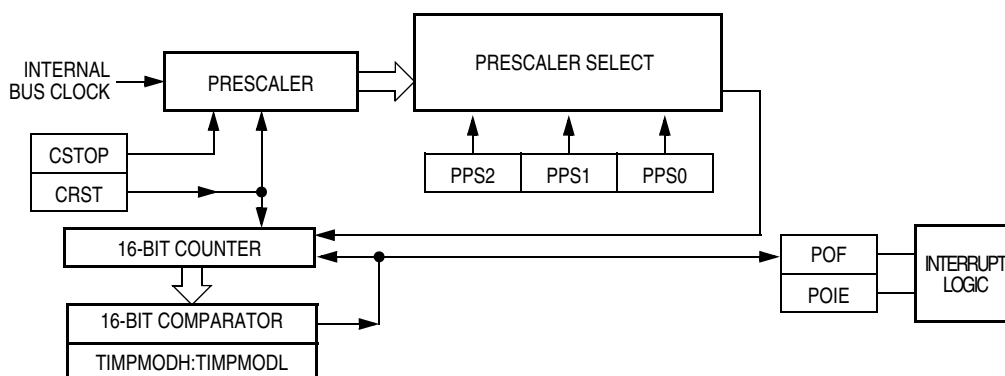 PRESCALER SELECT
INTERNAL
BUS CLOCK
PRESCALER
CSTOP
CRST
PPS2
PPS1
PPS0
16-BIT COUNTER
POF
POIE
INTERRUPT
LOGIC
16-BIT COMPARATOR
TIMPMODH:TIMPMODL